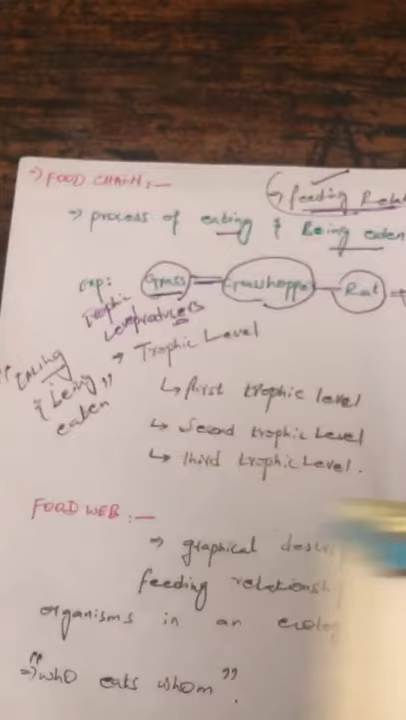 → FOOD CHAIN:—
↳ feeding Rela
→ process of eating & Being eaten
exp: Grass Grasshopper Rat →
Trophic
Level producers
→ Trophic Level
"eating
& being
eaten"
↳ first trophic level
↳ Second trophic Level
↳ third trophic Level.
FOOD WEB:—
⇒ graphical
feeding
organisms in an
"
⇒ who eats whom".